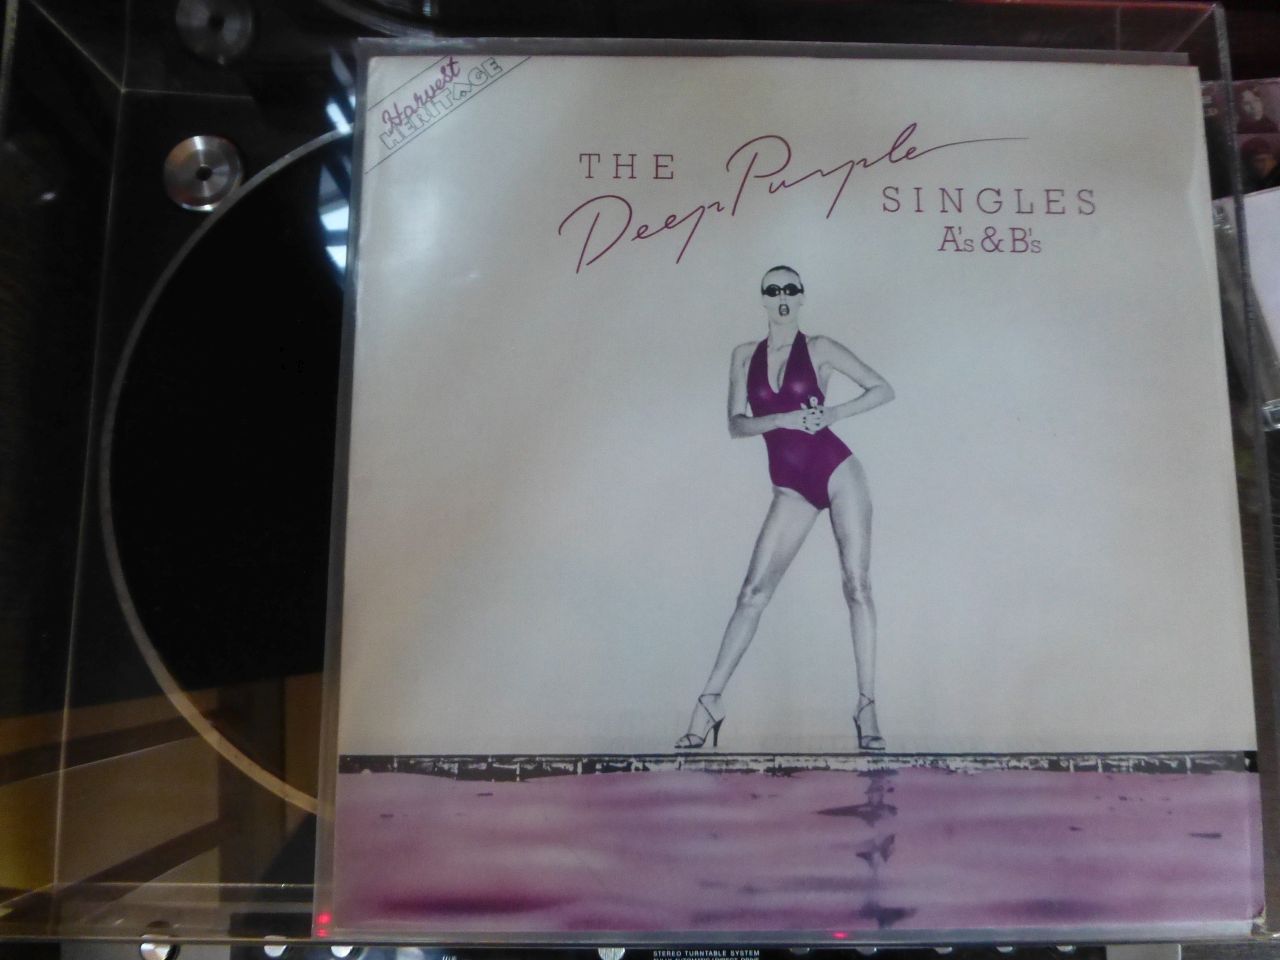 Harvest
HERITAGE
THE Deep Purple SINGLES
A's & B's
STEREO TURNTABLE SYSTEM